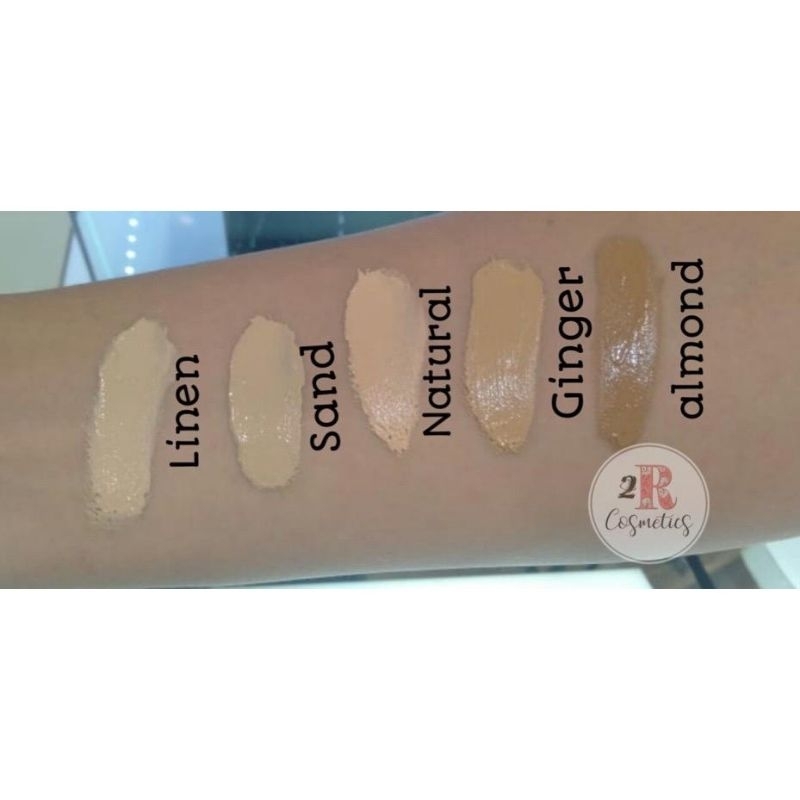 Linen
Sand
Natural
Ginger
almond
2R
Cosmetics